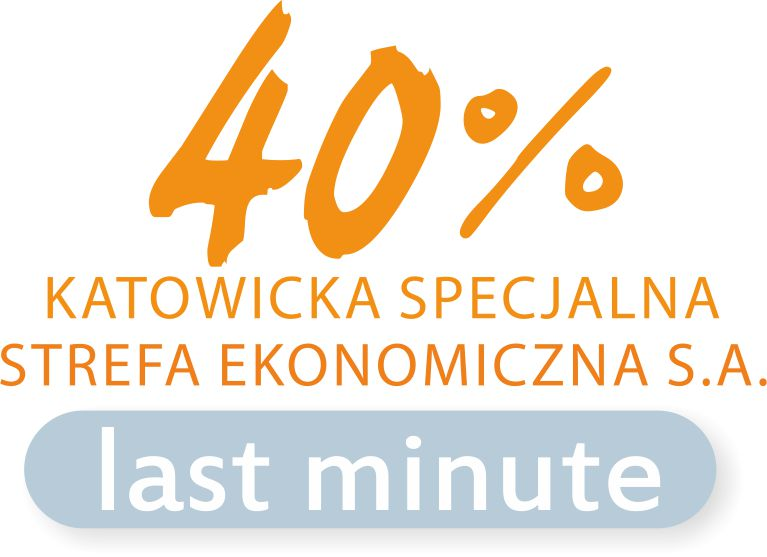 40%
KATOWICKA SPECJALNA
STREFA EKONOMICZNA S.A.
last minute